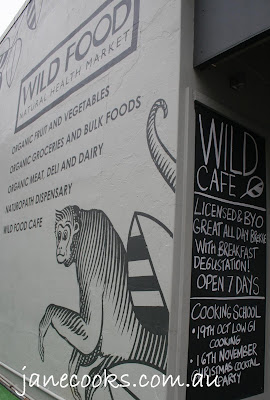 WILD FOOD
NATURAL HEALTH MARKET
ORGANIC FRUIT AND VEGETABLES
ORGANIC GROCERIES AND BULK FOODS
ORGANIC MEAT, DELI AND DAIRY
NATUROPATH DISPENSARY
WILD FOOD CAFE
WILD
CAFE
LICENSED & BYO
GREAT ALL DAY BREKKIE
WITH BREAKFAST
DEGUSTATION!
OPEN 7 DAYS
COOKING SCHOOL
• 19TH OCT LOW GI
COOKING
• 16TH NOVEMBER
CHRISTMAS COCKTAIL
PARTY
janecooks.com.au